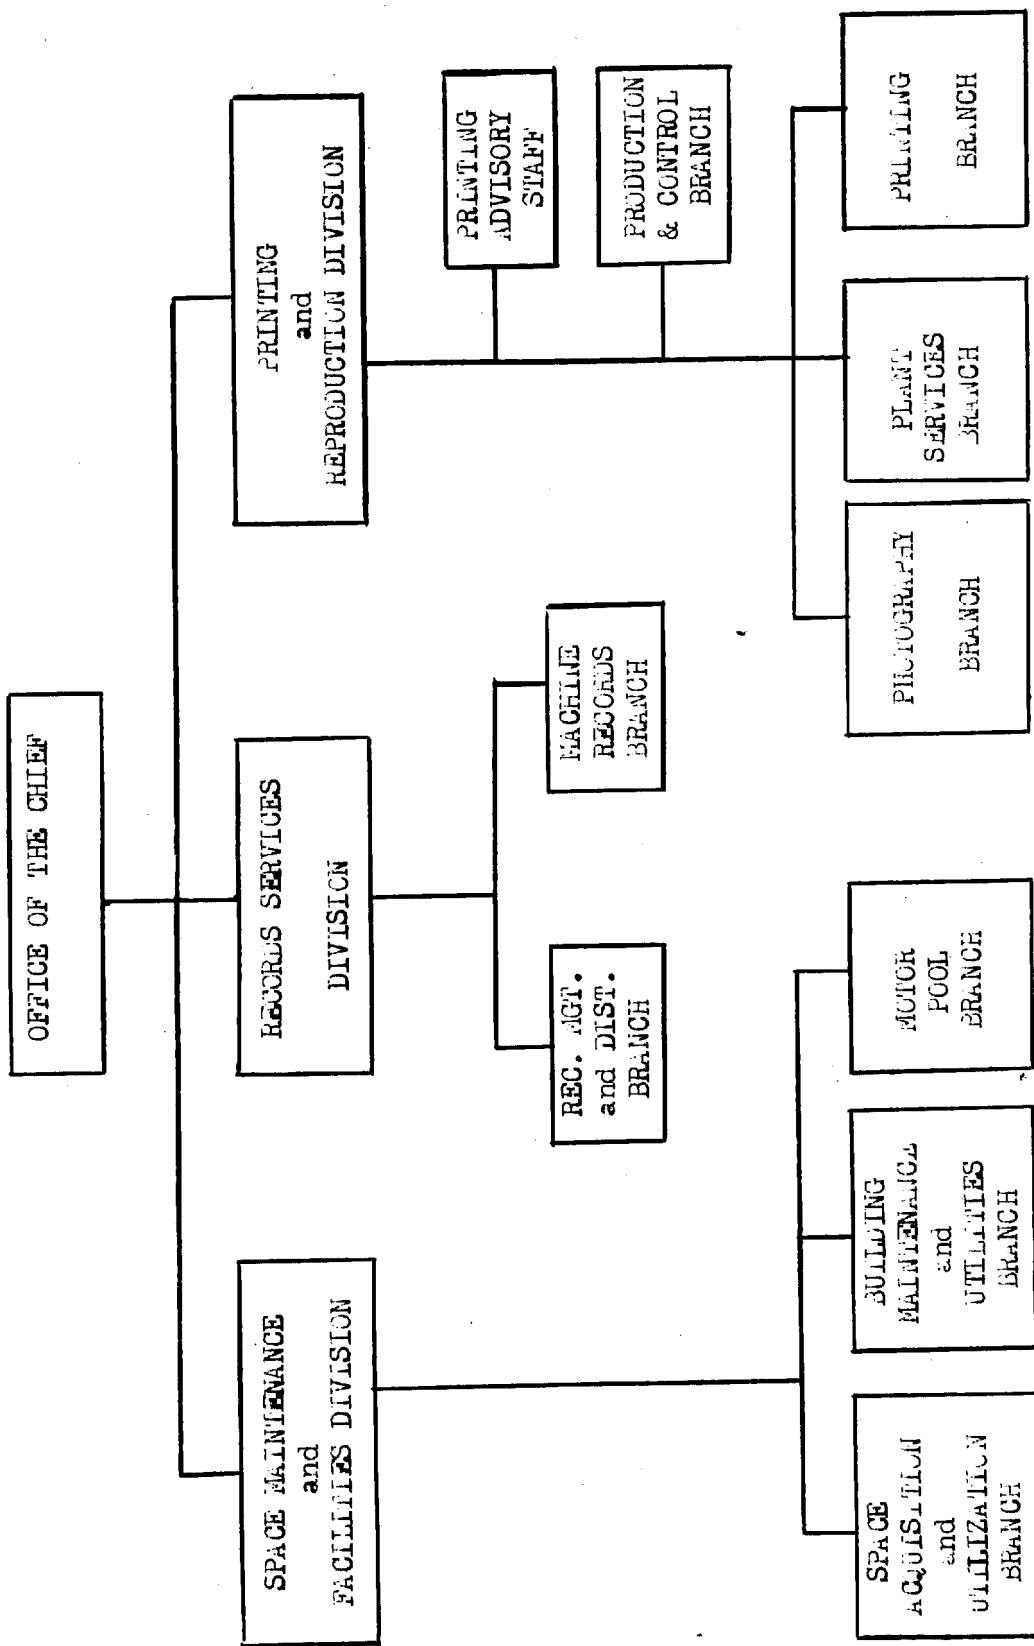 OFFICE OF THE CHIEF
SPACE MAINTENANCE
and
FACILITIES DIVISION
RECORDS SERVICES
DIVISION
PRINTING
and
REPRODUCTION DIVISION
PRINTING
ADVISORY
STAFF
PRODUCTION
& CONTROL
BRANCH
REC. MGT.
and DIST.
BRANCH
MACHINE
RECORDS
BRANCH
SPACE
ACQUISITION
and
UTILIZATION
BRANCH
BUILDING
MAINTENANCE
and
UTILITIES
BRANCH
MOTOR
POOL
BRANCH
PHOTOGRAPHY
BRANCH
PLANT
SERVICES
BRANCH
PRINTING
BRANCH